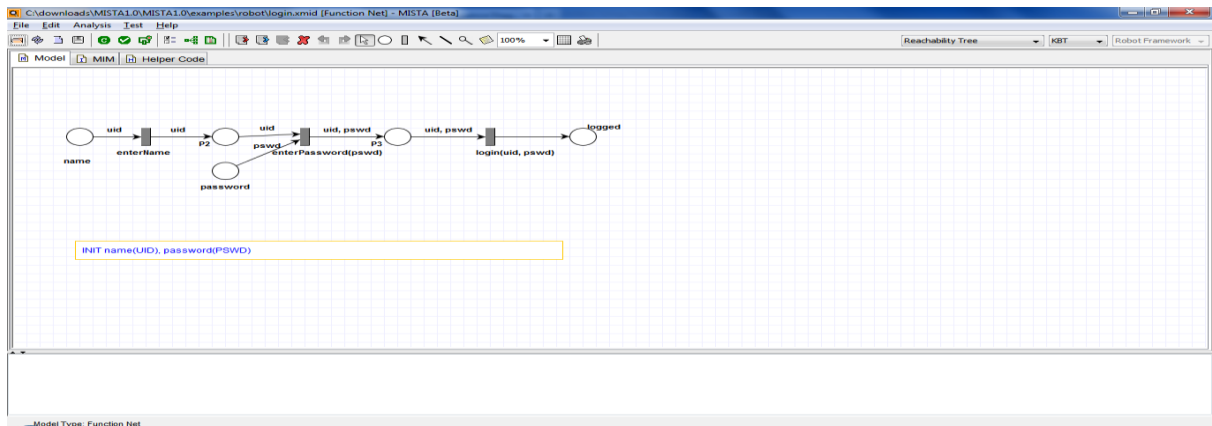 C:\downloads\MISTA1.0\MISTA1.0\examples\robot\login.xmid [Function Net] - MISTA [Beta]
File Edit Analysis Test Help
100% Reachability Tree KBT Robot Framework
Model MIM Helper Code
uid uid uid uid, pswd uid, pswd logged
P2 pswd P3
enterName enterPassword(pswd) login(uid, pswd)
name
password
INIT name(UID), password(PSWD)
Model Type: Function Net